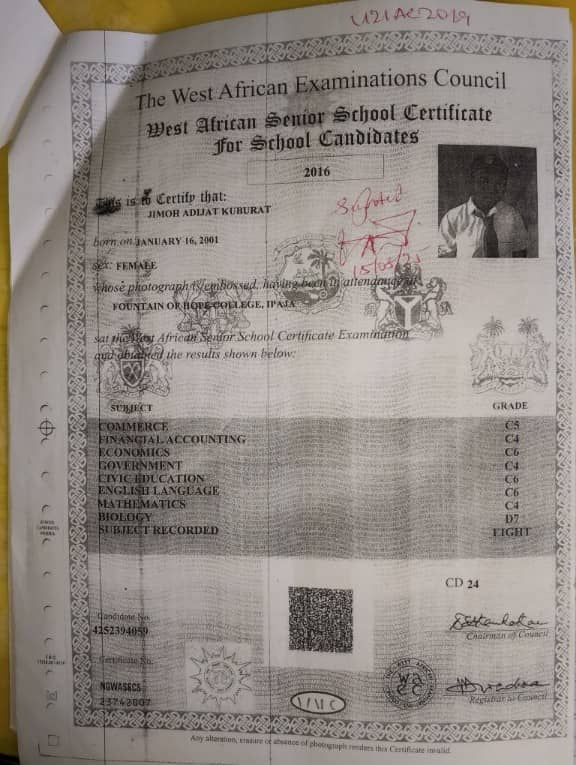 U21AC2019
The West African Examinations Council
West African Senior School Certificate
For School Candidates
2016
This is to Certify that:
JIMOH ADIJAT KUBURAT
born on JANUARY 16, 2001
sex: FEMALE
15/05/25
whose photograph is embossed, having been in attendance at
FOUNTAIN OF HOPE COLLEGE, IPAJA
sat the West African Senior School Certificate Examination
and obtained the results shown below:
SUBJECT GRADE
COMMERCE C5
FINANCIAL ACCOUNTING C4
ECONOMICS C6
GOVERNMENT C4
CIVIC EDUCATION C6
ENGLISH LANGUAGE C6
MATHEMATICS C4
BIOLOGY D7
SUBJECT RECORDED EIGHT
CD 24
Candidate No.
4252394059
Chairman of Council
Certificate No.
NGWASSCS
23742007
Registrar to Council
Any alteration, erasure or absence of photograph renders this Certificate invalid.